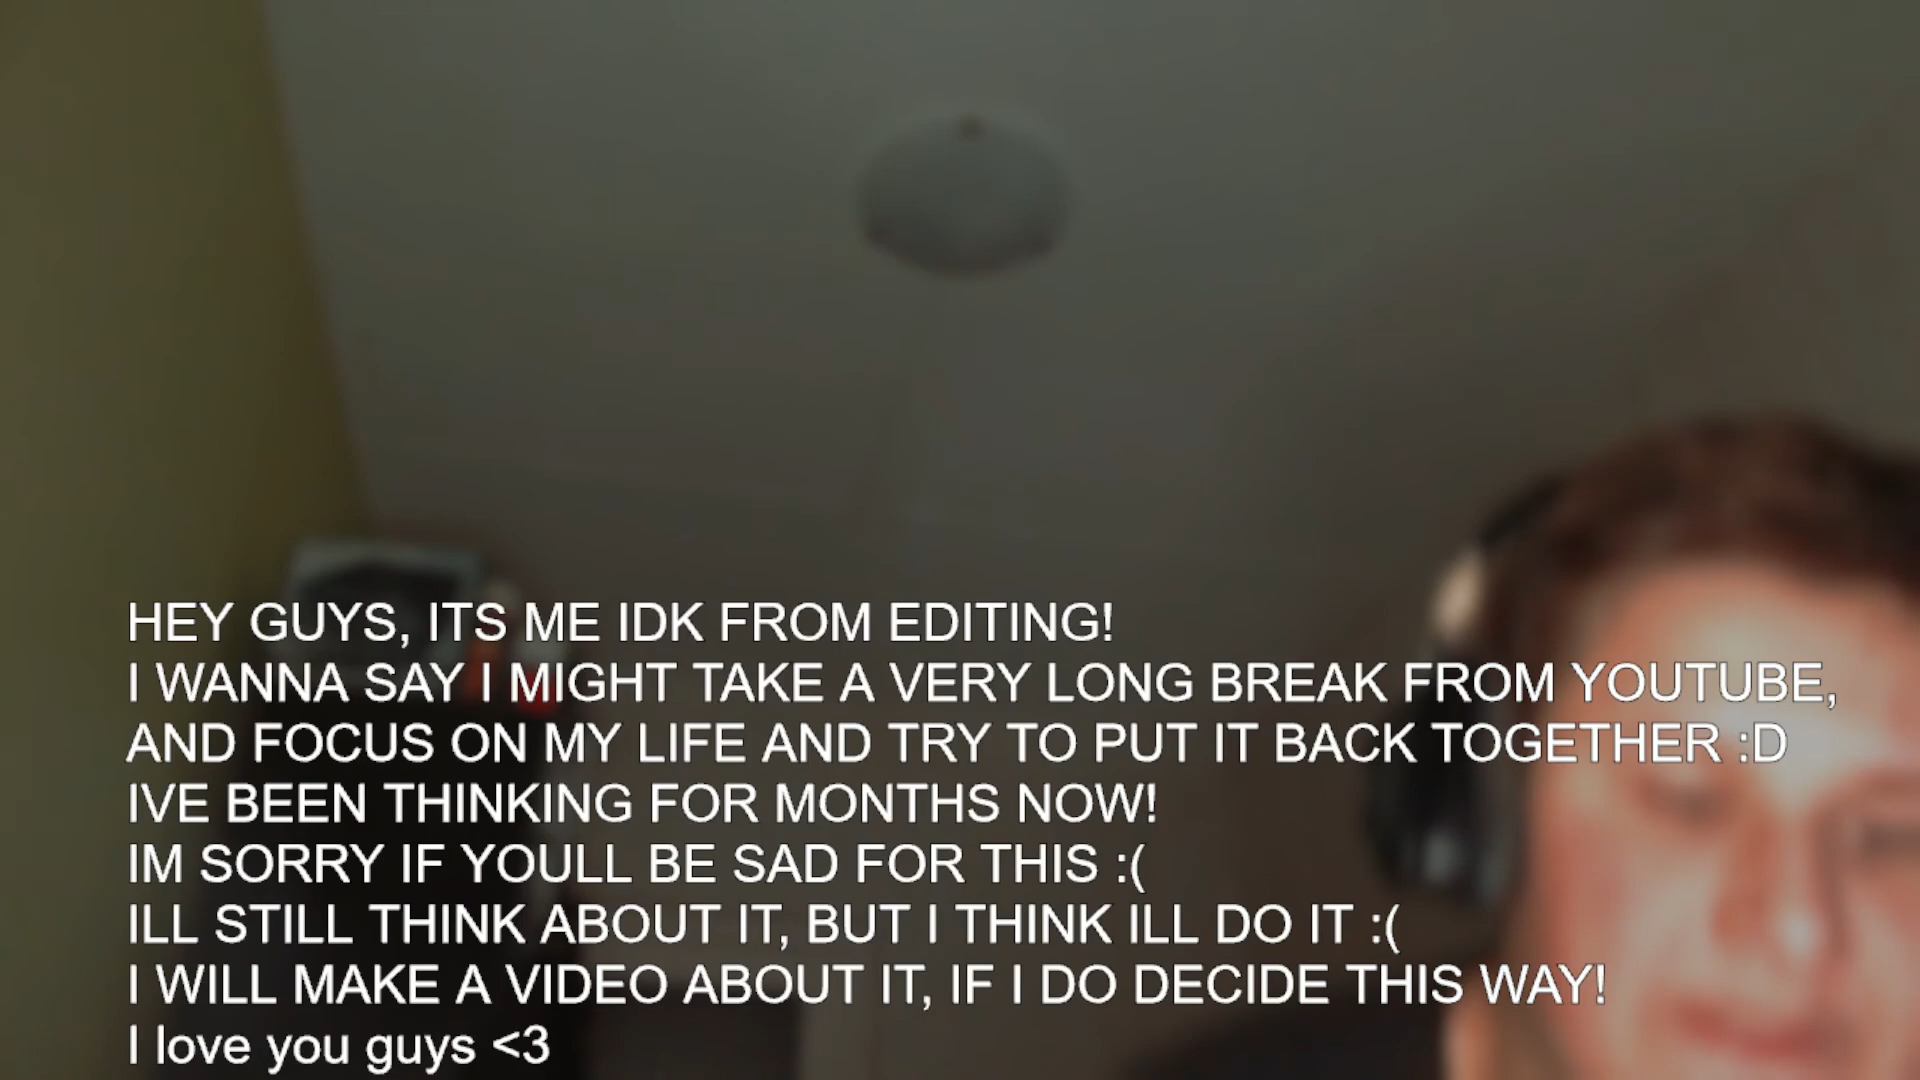 HEY GUYS, ITS ME IDK FROM EDITING!
I WANNA SAY I MIGHT TAKE A VERY LONG BREAK FROM YOUTUBE,
AND FOCUS ON MY LIFE AND TRY TO PUT IT BACK TOGETHER :D
IVE BEEN THINKING FOR MONTHS NOW!
IM SORRY IF YOULL BE SAD FOR THIS :(
ILL STILL THINK ABOUT IT, BUT I THINK ILL DO IT :(
I WILL MAKE A VIDEO ABOUT IT, IF I DO DECIDE THIS WAY!
I love you guys <3